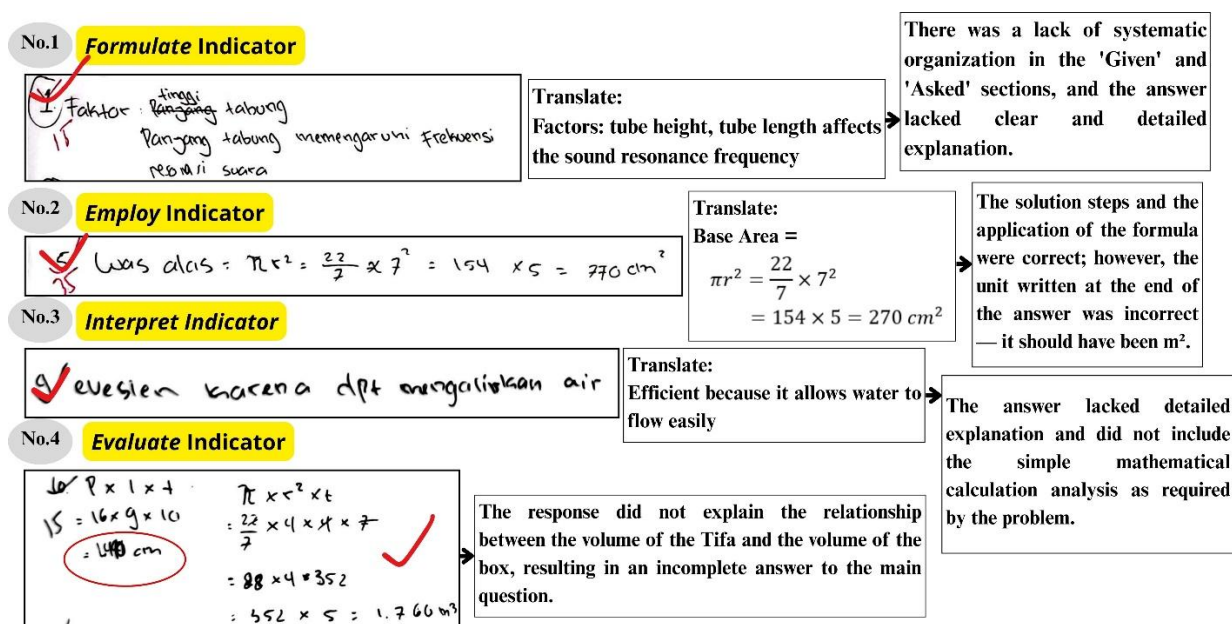 No.1 Formulate Indicator
1 Faktor : Panjang tinggi tabung
15 Panjang tabung memengaruhi Frekuensi
resonasi suara
Translate:
Factors: tube height, tube length affects
the sound resonance frequency
There was a lack of systematic
organization in the 'Given' and
'Asked' sections, and the answer
lacked clear and detailed
explanation.
No.2 Employ Indicator
5 Luas alas = πr² = 22/7 × 7² = 154 × 5 = 770 cm²
Translate:
Base Area =
πr² = 22/7 × 7²
= 154 × 5 = 270 cm²
The solution steps and the
application of the formula
were correct; however, the
unit written at the end of
the answer was incorrect
— it should have been m².
No.3 Interpret Indicator
9 evesien karena dpt mengalirkan air
Translate:
Efficient because it allows water to
flow easily
The answer lacked detailed
explanation and did not include
the simple mathematical
calculation analysis as required
by the problem.
No.4 Evaluate Indicator
10 P × l × t
15 = 16 × 9 × 10
π × r² × t
= 22/7 × 4 × 4 × 7
= 88 × 4 = 352
= 352 × 5 = 1.760 m³
The response did not explain the relationship
between the volume of the Tifa and the volume of the
box, resulting in an incomplete answer to the main
question.